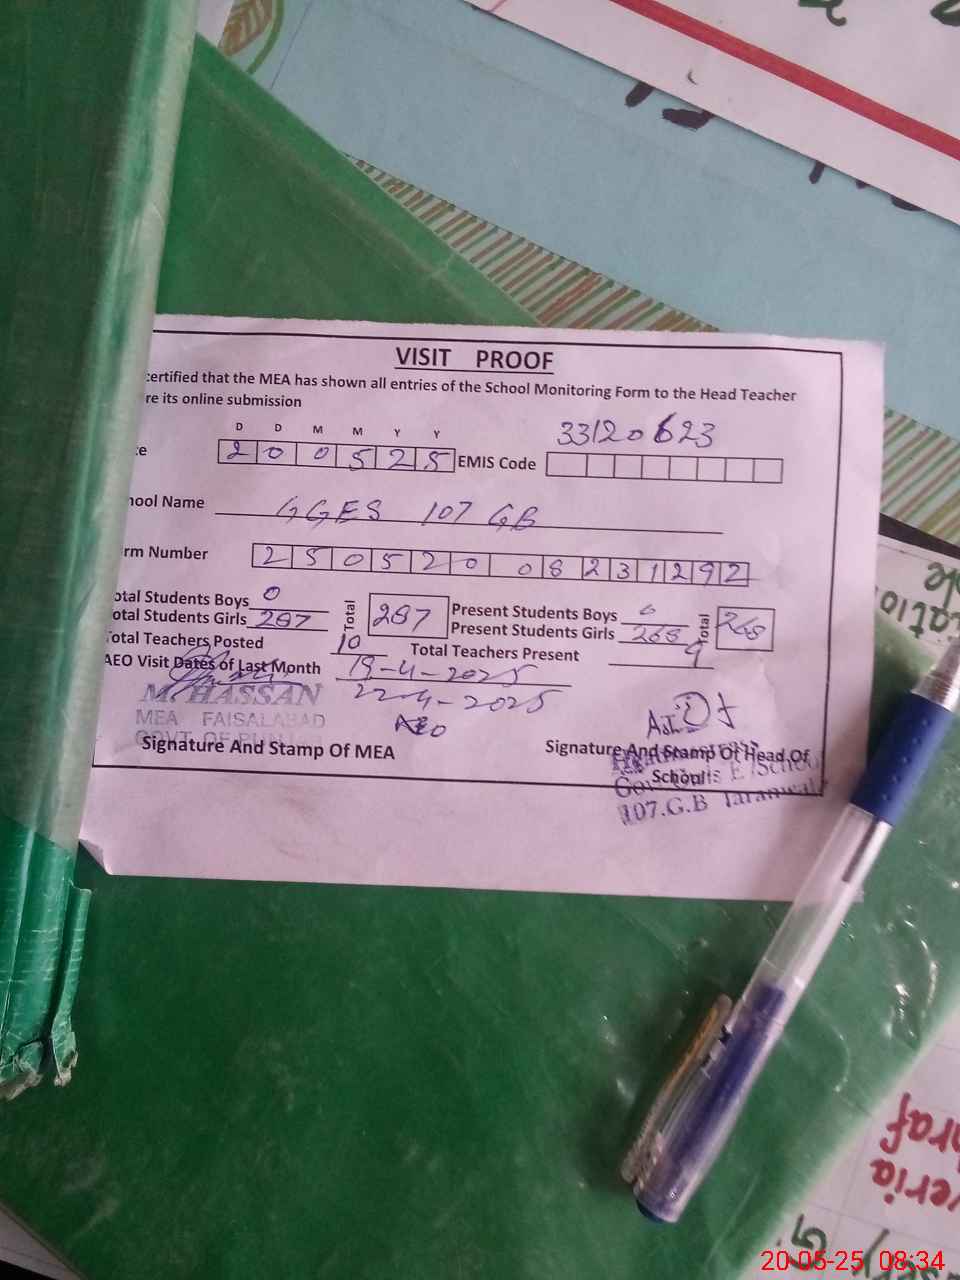 VISIT PROOF
certified that the MEA has shown all entries of the School Monitoring Form to the Head Teacher
re its online submission
D D M M Y Y
33120623
2 0 0 5 2 5 EMIS Code
hool Name GGES 107 GB
rm Number 2 5 0 5 2 0 0 8 2 3 1 2 9 2
otal Students Boys 0
otal Students Girls 287
Total 287
Present Students Boys 0
Present Students Girls 268
Total 268
Total Teachers Posted 10
Total Teachers Present 9
AEO Visit Dates of Last Month 19-4-2025
22-4-2025
AEO
M. HASSAN
MEA FAISALABAD
GOVT OF PUNJAB
Signature And Stamp Of MEA
Signature And Stamp Of Head Of
School
107.G.B
veria
20-05-25 08:34